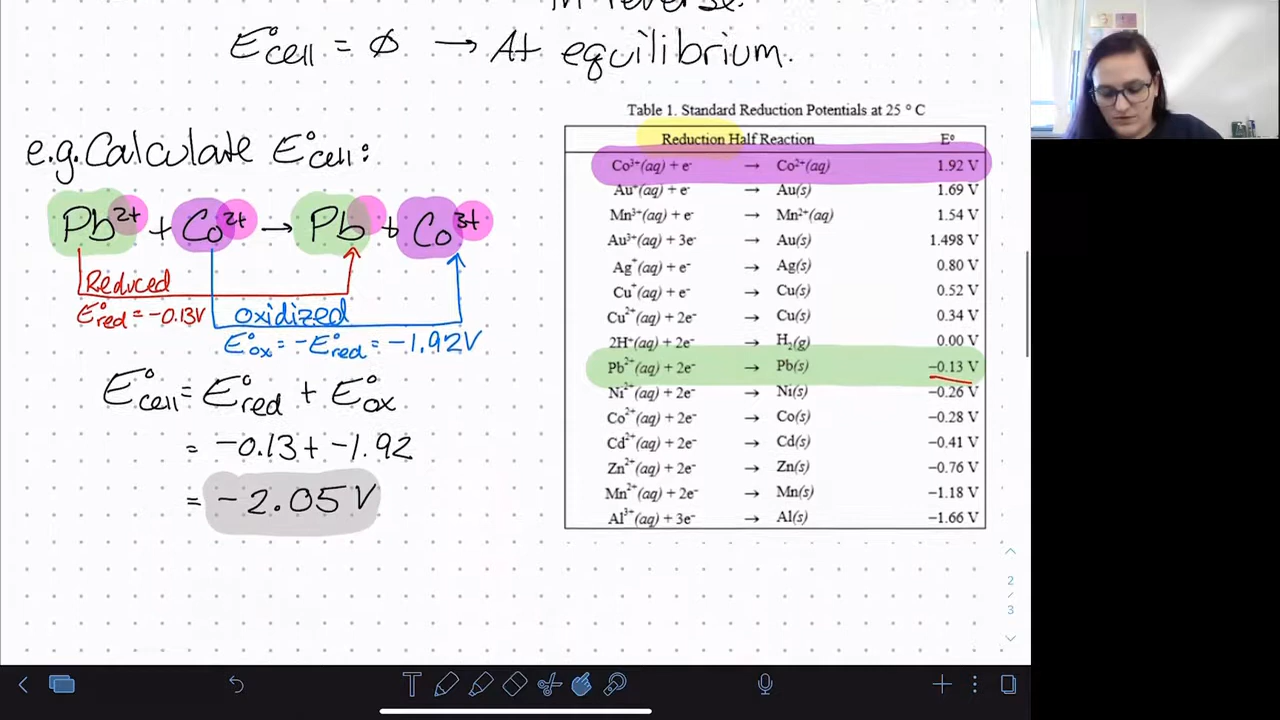 in reverse.
E°cell = ∅ → At equilibrium.
e.g. Calculate E°cell:
Pb²⁺ + Co²⁺ → Pb + Co³⁺
Reduced
E°red = -0.13V
oxidized
E°ox = -E°red = -1.92V
E°cell = E°red + E°ox
= -0.13 + -1.92
= -2.05V
Table 1. Standard Reduction Potentials at 25 ° C
Reduction Half Reaction E°
Co³⁺(aq) + e⁻ → Co²⁺(aq) 1.92 V
Au⁺(aq) + e⁻ → Au(s) 1.69 V
Mn³⁺(aq) + e⁻ → Mn²⁺(aq) 1.54 V
Au³⁺(aq) + 3e⁻ → Au(s) 1.498 V
Ag⁺(aq) + e⁻ → Ag(s) 0.80 V
Cu⁺(aq) + e⁻ → Cu(s) 0.52 V
Cu²⁺(aq) + 2e⁻ → Cu(s) 0.34 V
2H⁺(aq) + 2e⁻ → H₂(g) 0.00 V
Pb²⁺(aq) + 2e⁻ → Pb(s) −0.13 V
Ni²⁺(aq) + 2e⁻ → Ni(s) −0.26 V
Co²⁺(aq) + 2e⁻ → Co(s) −0.28 V
Cd²⁺(aq) + 2e⁻ → Cd(s) −0.41 V
Zn²⁺(aq) + 2e⁻ → Zn(s) −0.76 V
Mn²⁺(aq) + 2e⁻ → Mn(s) −1.18 V
Al³⁺(aq) + 3e⁻ → Al(s) −1.66 V
2
/
3
T